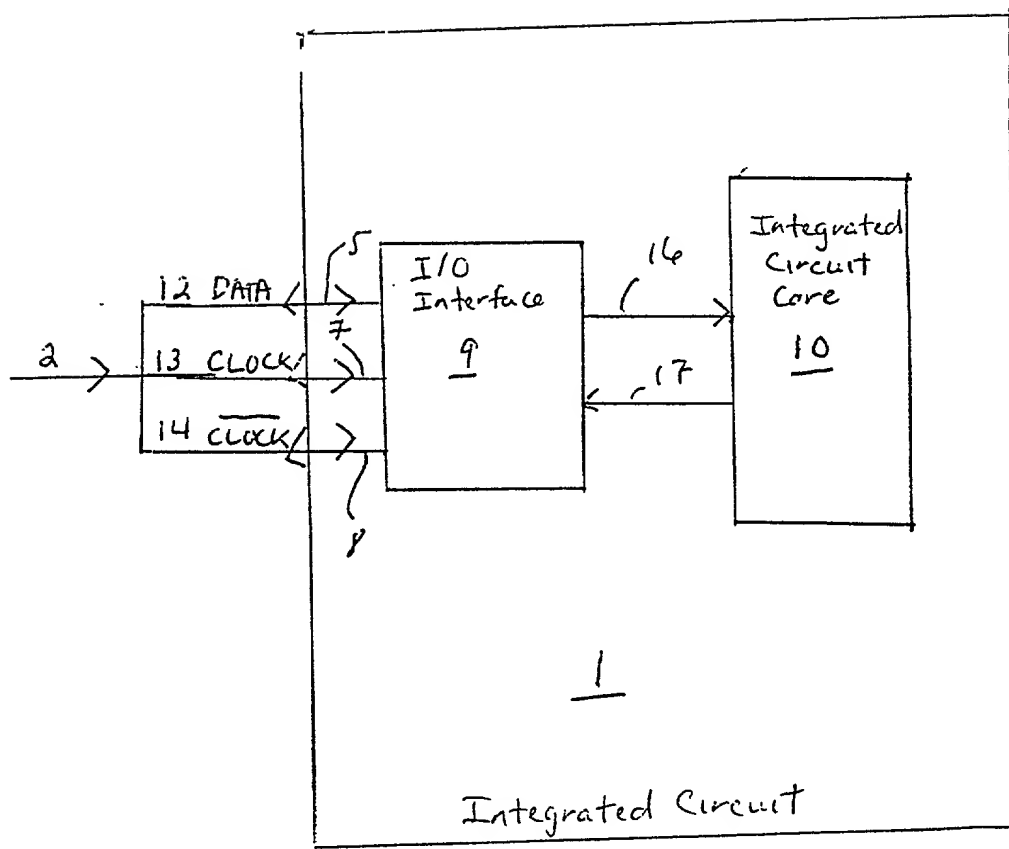 5
I/O
Interface
9
12 DATA
7
2
13 CLOCK
14 C̅L̅O̅C̅K̅
8
16
17
Integrated
Circuit
Core
10
1
Integrated Circuit